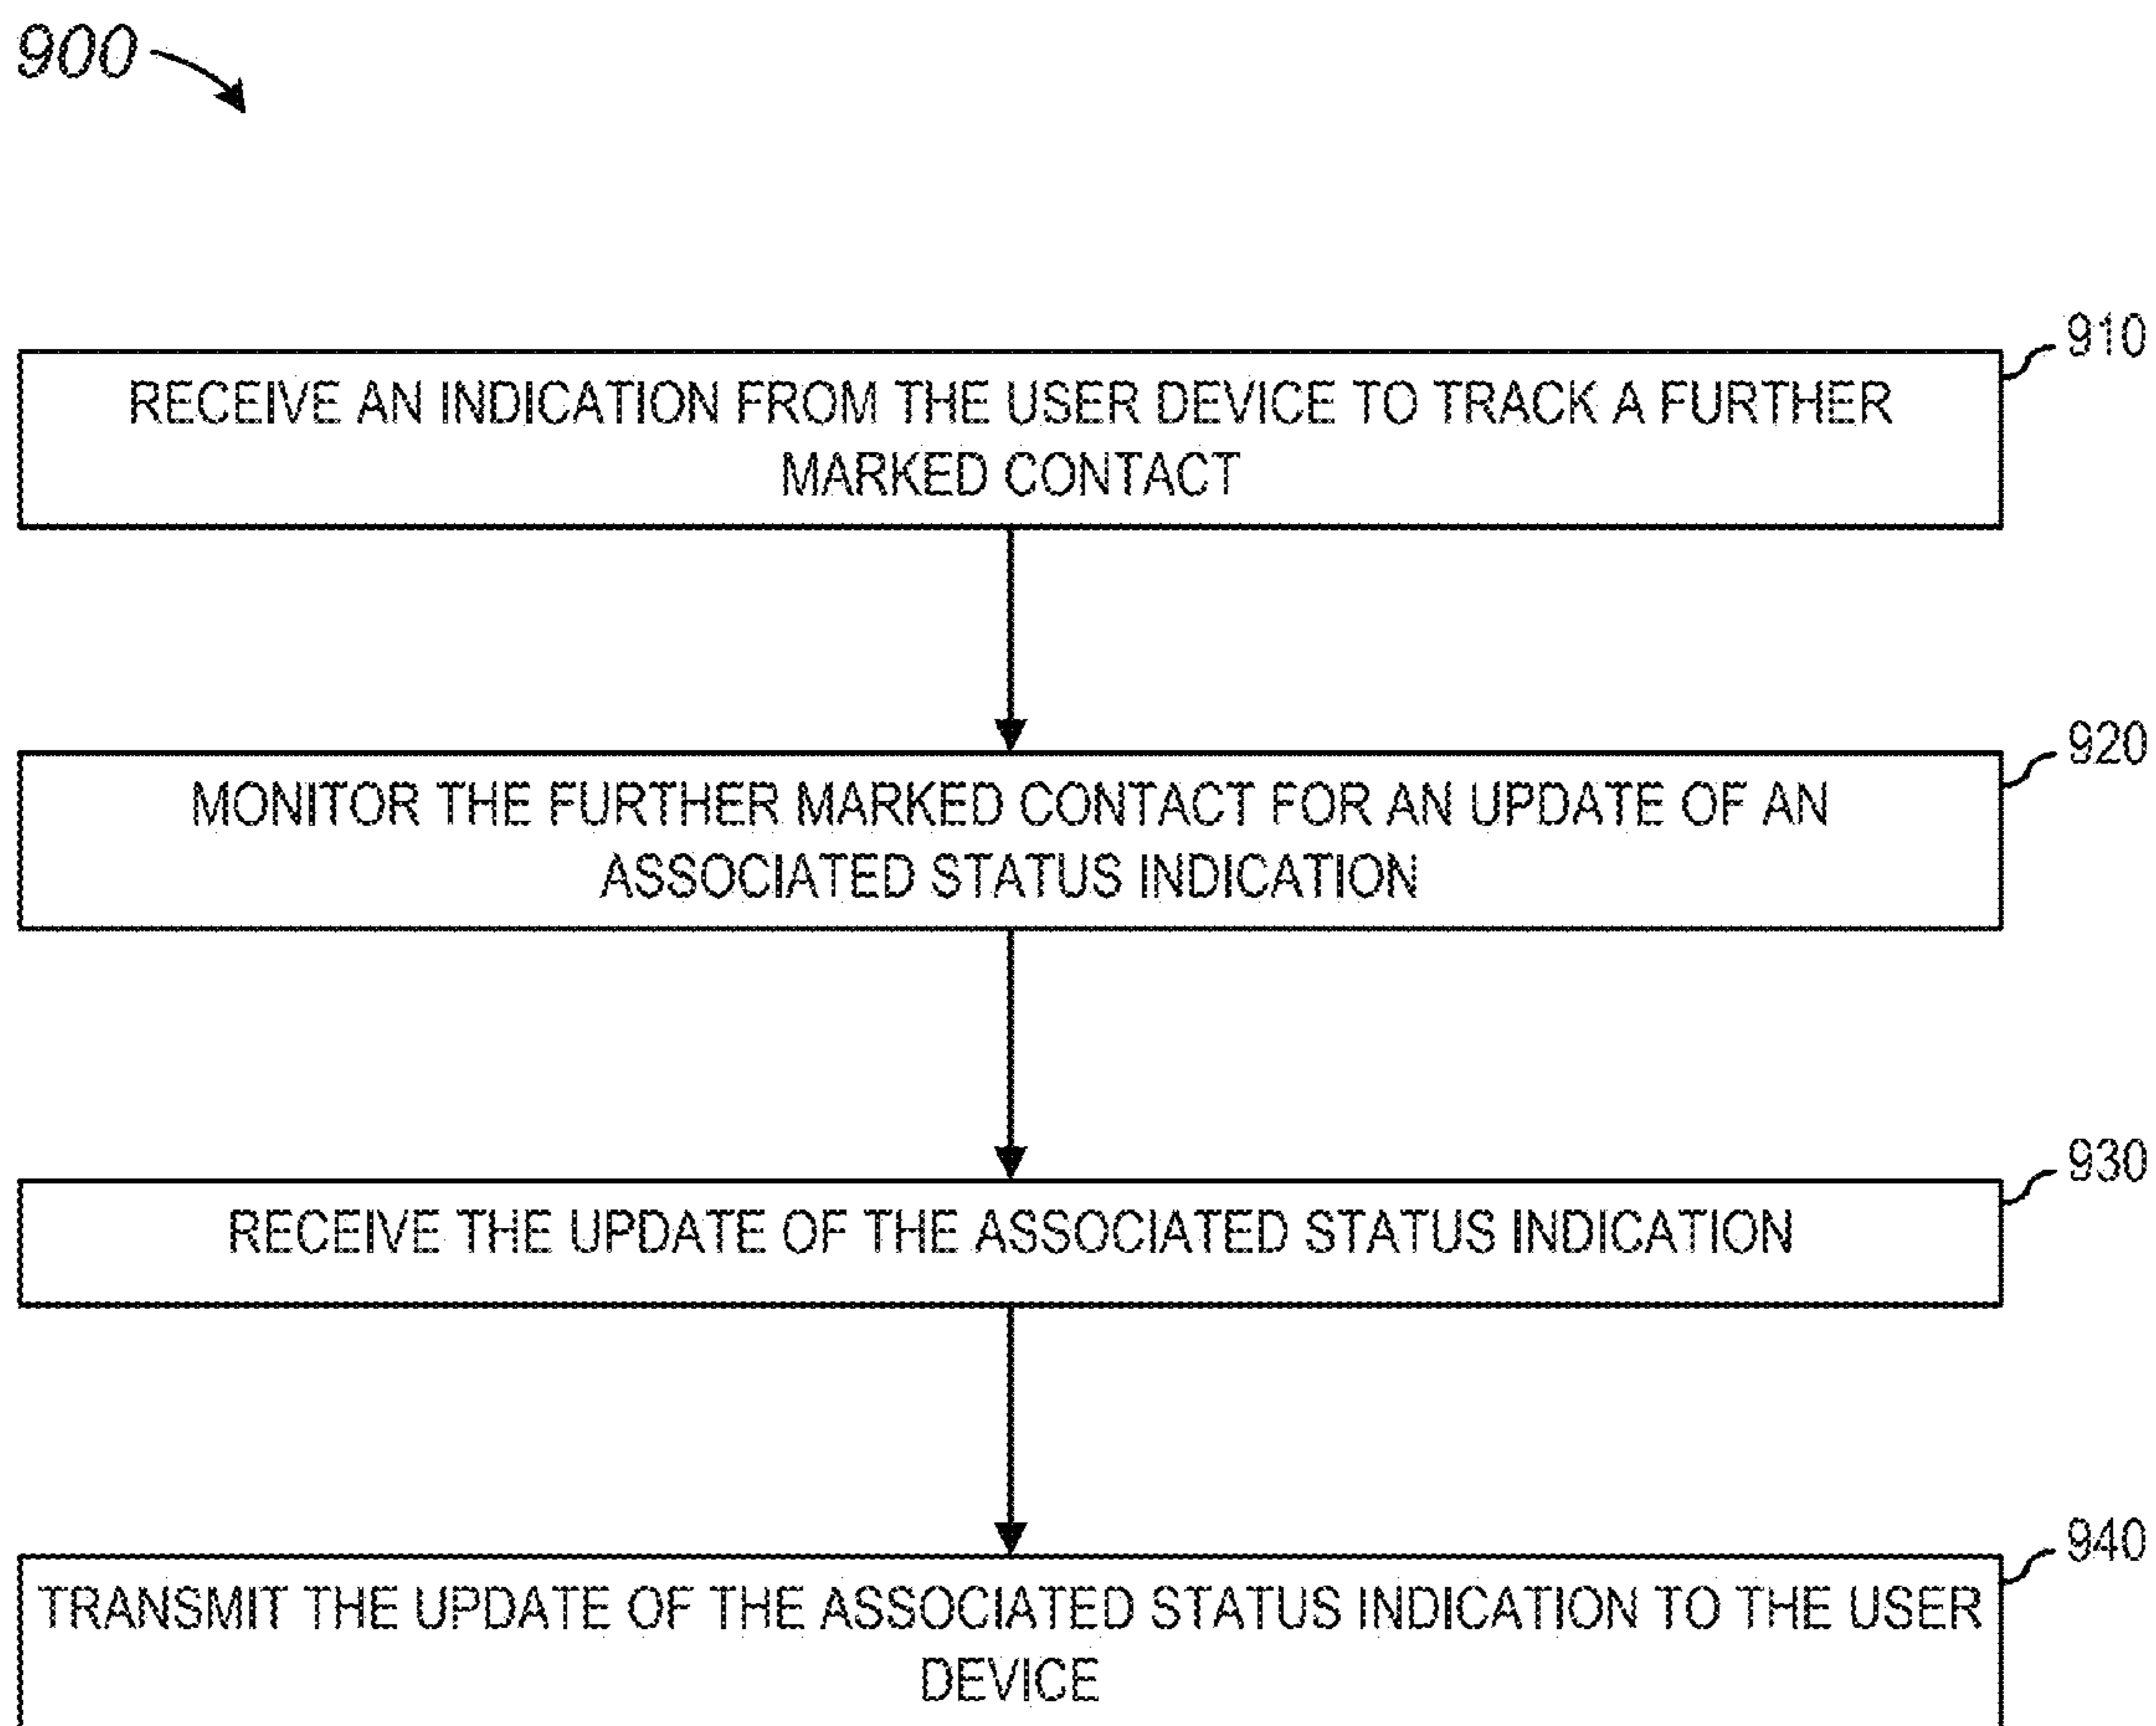 900
910
RECEIVE AN INDICATION FROM THE USER DEVICE TO TRACK A FURTHER
MARKED CONTACT
920
MONITOR THE FURTHER MARKED CONTACT FOR AN UPDATE OF AN
ASSOCIATED STATUS INDICATION
930
RECEIVE THE UPDATE OF THE ASSOCIATED STATUS INDICATION
940
TRANSMIT THE UPDATE OF THE ASSOCIATED STATUS INDICATION TO THE USER
DEVICE